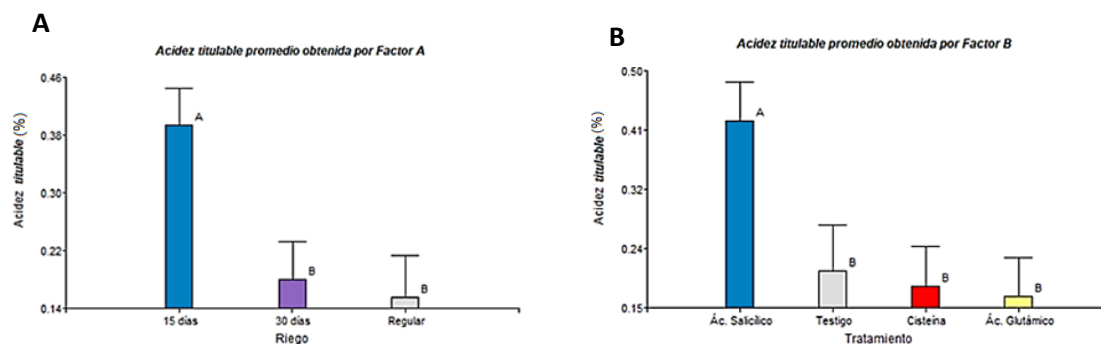 A
Acidez titulable promedio obtenida por Factor A
Acidez titulable (%)
0.46
0.38
0.30
0.22
0.14
A
B
B
15 días
30 días
Regular
Riego
B
Acidez titulable promedio obtenida por Factor B
Acidez titulable (%)
0.50
0.41
0.32
0.24
0.15
A
B
B
B
Ác. Salicílico
Testigo
Cisteína
Ác. Glutámico
Tratamiento